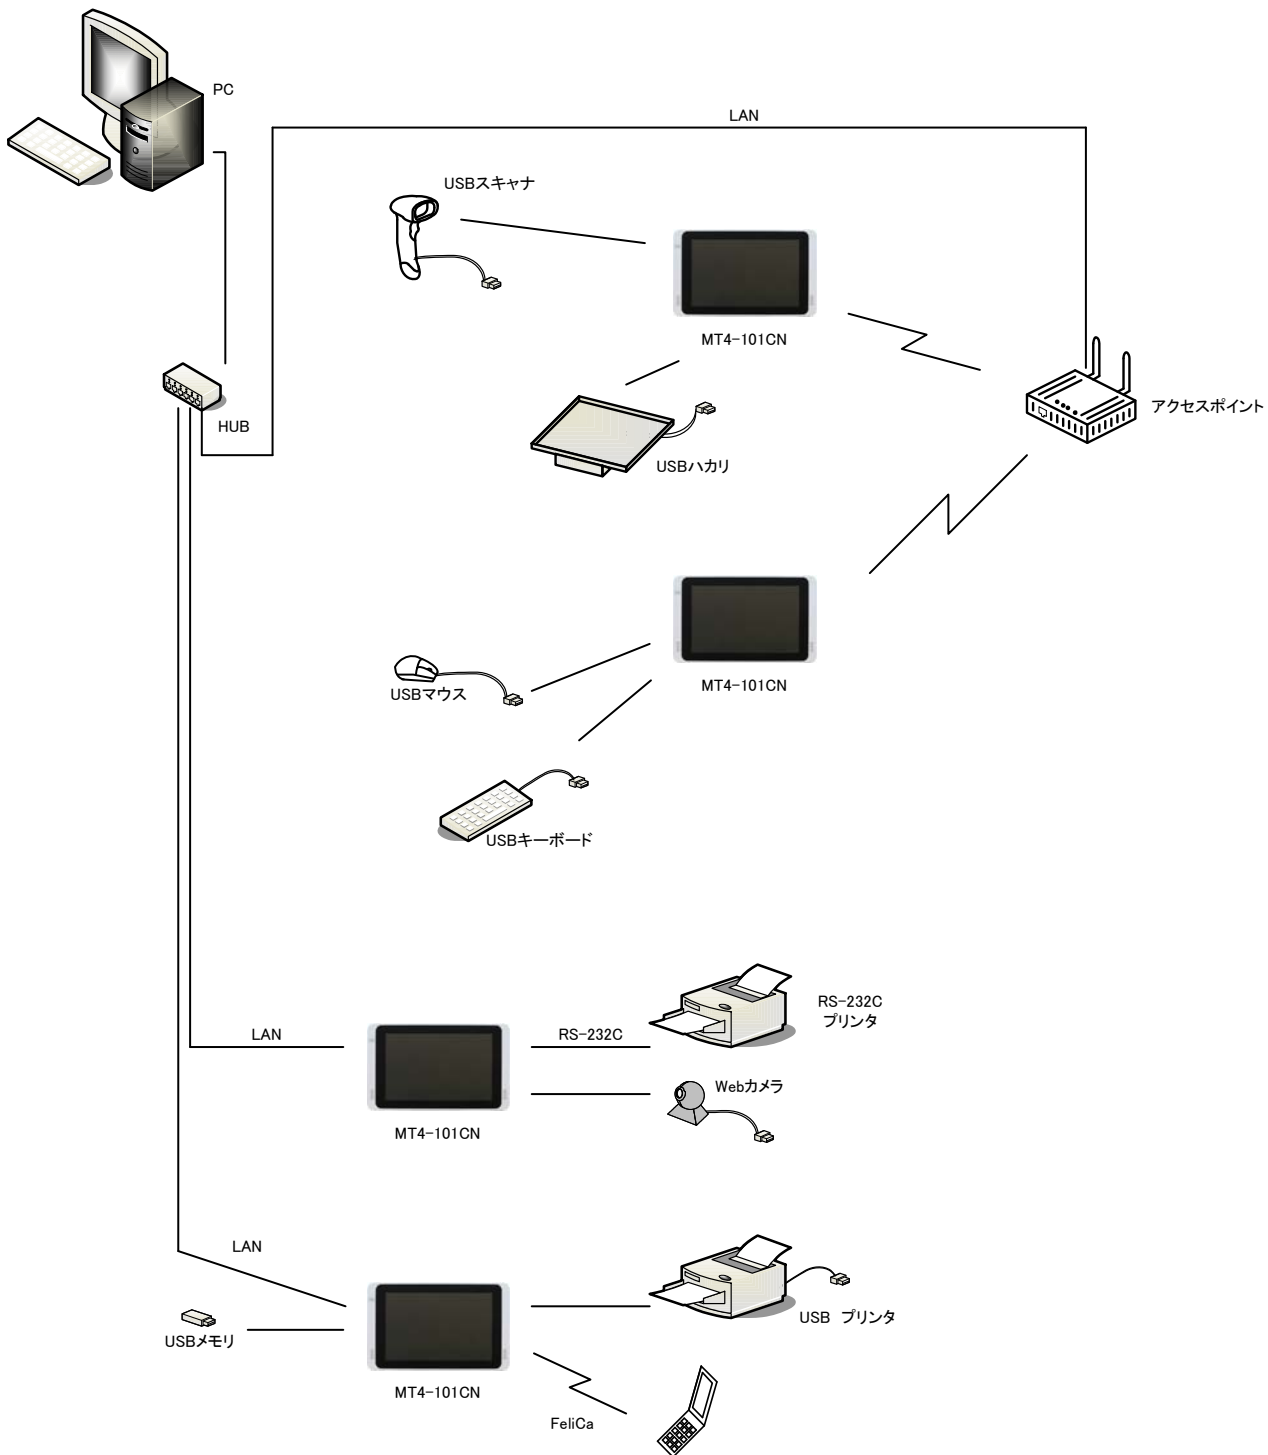 PC
LAN
USBスキャナ
MT4-101CN
アクセスポイント
HUB
USBハカリ
MT4-101CN
USBマウス
USBキーボード
RS-232C
プリンタ
LAN
RS-232C
Webカメラ
MT4-101CN
LAN
USB プリンタ
USBメモリ
MT4-101CN
FeliCa